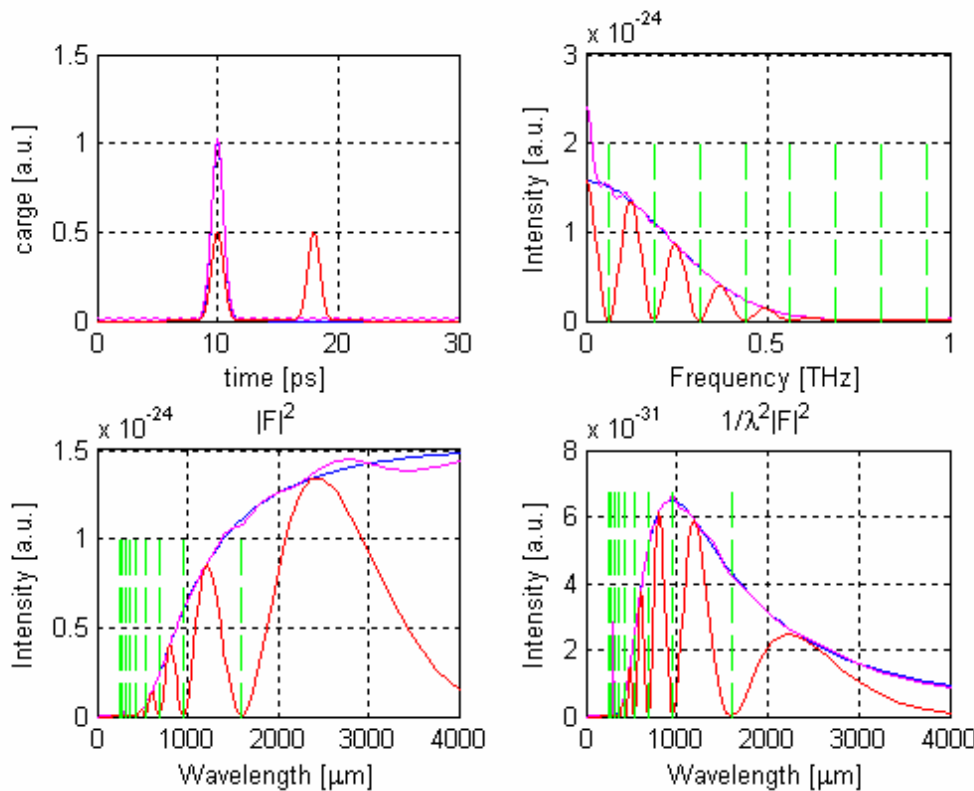 x 10^-24
1.5
1
0.5
0
carge [a.u.]
0 10 20 30
time [ps]
3
2
1
0
Intensity [a.u.]
0 0.5 1
Frequency [THz]
x 10^-24
|F|^2
1.5
1
0.5
0
Intensity [a.u.]
0 1000 2000 3000 4000
Wavelength [μm]
x 10^-31
1/λ^2|F|^2
8
6
4
2
0
Intensity [a.u.]
0 1000 2000 3000 4000
Wavelength [μm]